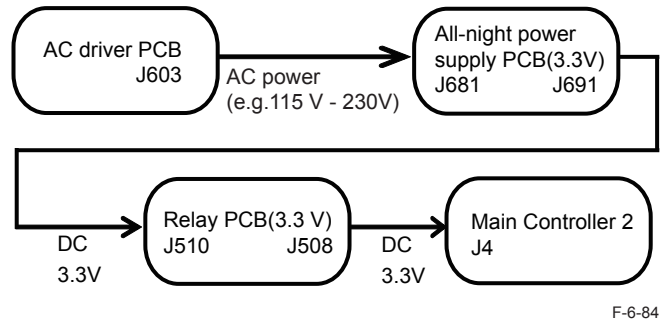 AC driver PCB
J603
AC power
(e.g.115 V - 230V)
All-night power
supply PCB(3.3V)
J681 J691
DC
3.3V
Relay PCB(3.3 V)
J510 J508
DC
3.3V
Main Controller 2
J4
F-6-84